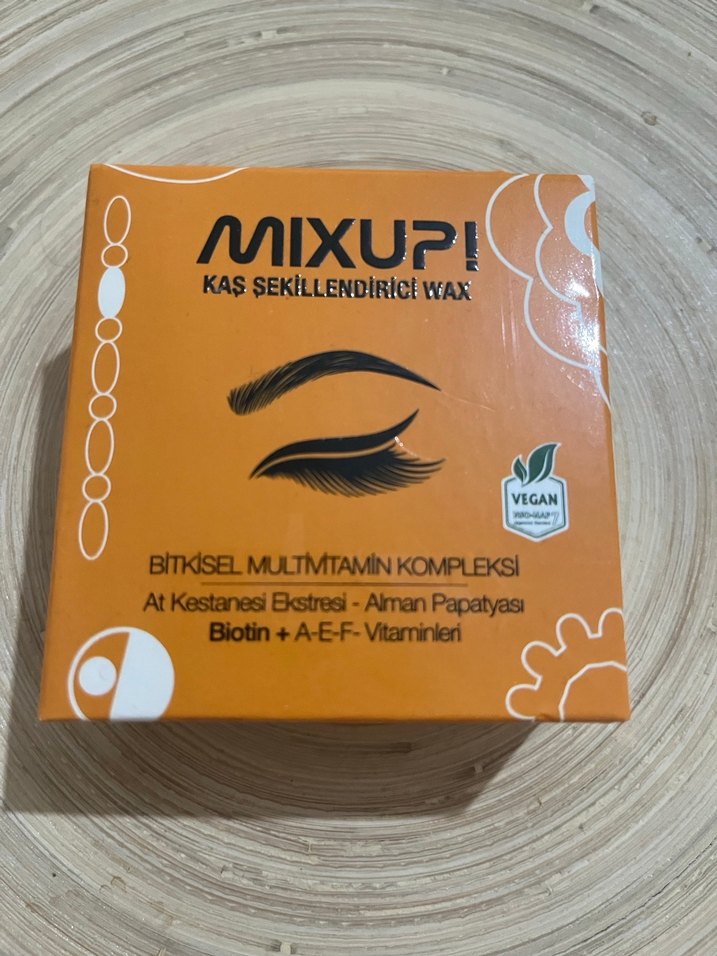 MIXUP!
KAŞ ŞEKİLLENDİRİCİ WAX
VEGAN
BİTKİSEL MULTİVİTAMİN KOMPLEKSİ
At Kestanesi Ekstresi - Alman Papatyası
Biotin + A-E-F- Vitaminleri